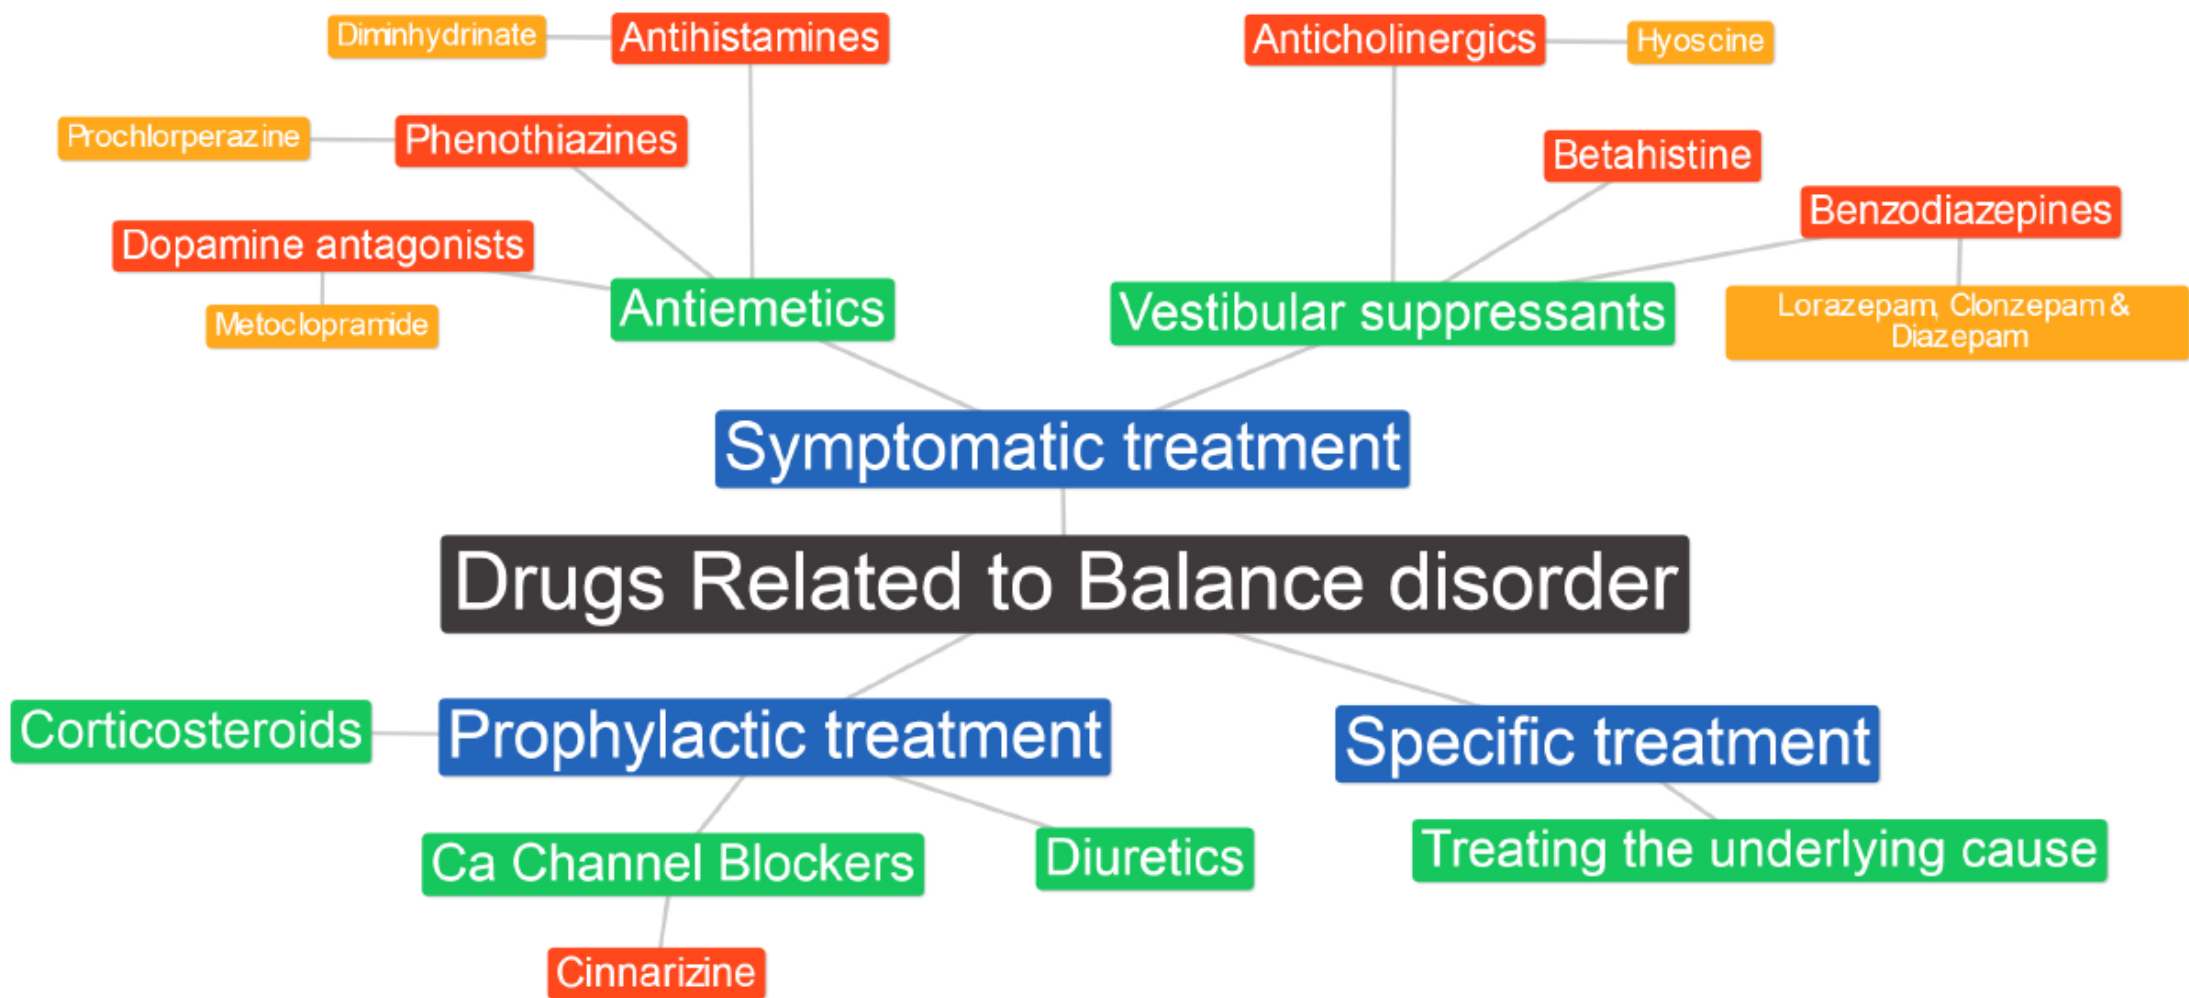 Diminhydrinate
Antihistamines
Anticholinergics
Hyoscine
Prochlorperazine
Phenothiazines
Betahistine
Benzodiazepines
Dopamine antagonists
Metoclopramide
Antiemetics
Vestibular suppressants
Lorazepam, Clonzepam &
Diazepam
Symptomatic treatment
Drugs Related to Balance disorder
Corticosteroids
Prophylactic treatment
Specific treatment
Ca Channel Blockers
Diuretics
Treating the underlying cause
Cinnarizine